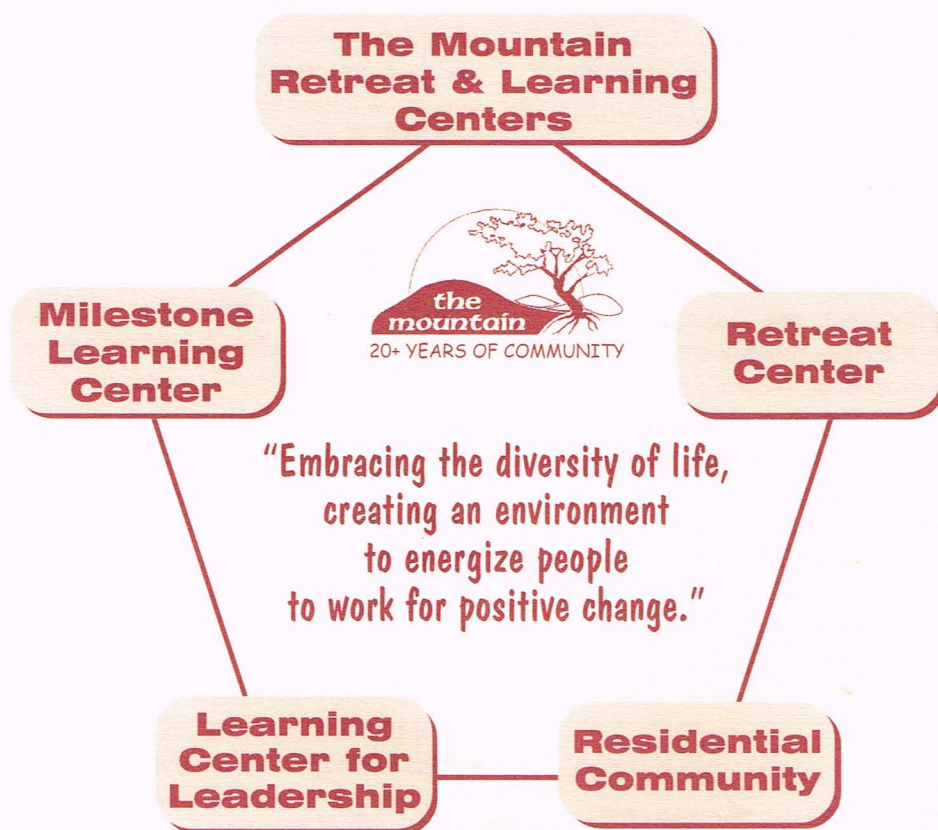 The Mountain
Retreat & Learning
Centers
the
mountain
20+ YEARS OF COMMUNITY
Milestone
Learning
Center
Retreat
Center
"Embracing the diversity of life,
creating an environment
to energize people
to work for positive change."
Learning
Center for
Leadership
Residential
Community